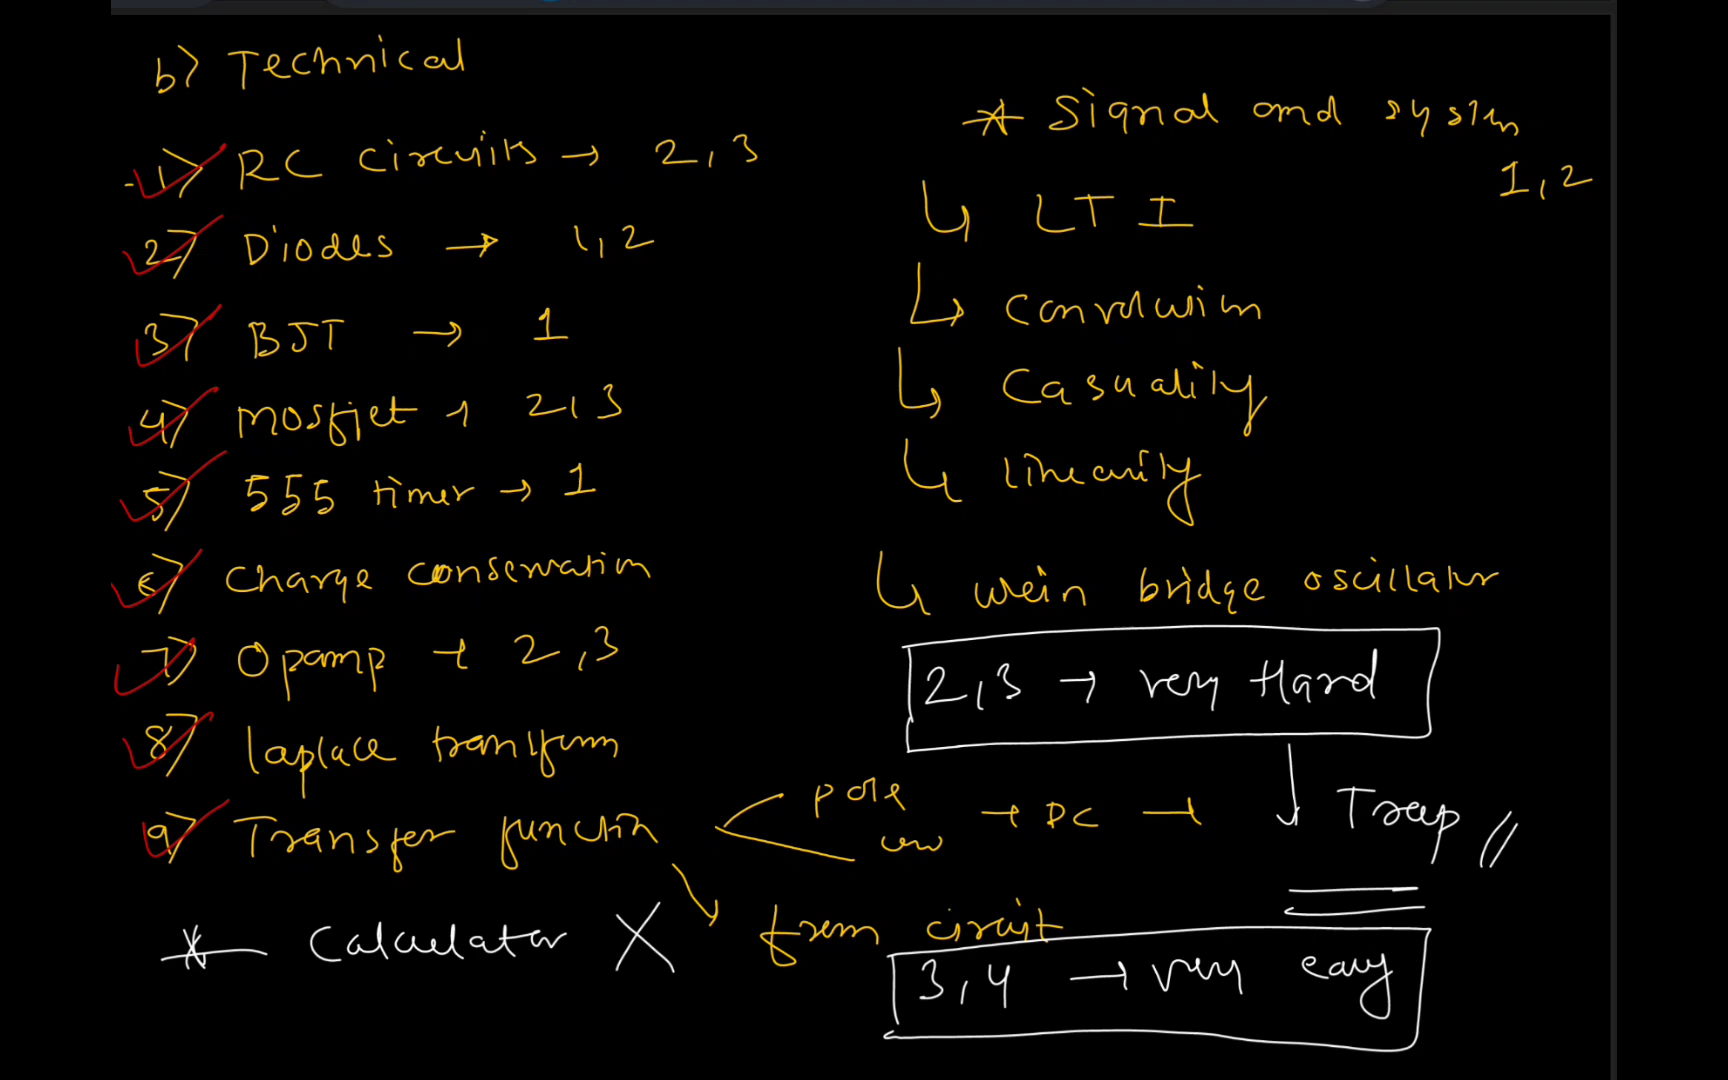 b) Technical
1) RC Circuits → 2,3
2) Diodes → 1,2
3) BJT → 1
4) mosfet → 2,3
5) 555 timer → 1
6) Charge conservation
7) Opamp → 2,3
8) laplace transform
9) Transfer function < pole → DC →
from circuit
* Calculator X
* Signal and system
1,2
↳ LTI
↳ Convolution
↳ Casuality
↳ linearity
↳ wein bridge oscillator
2,3 → very Hard
↓ Trap //
3,4 → very easy